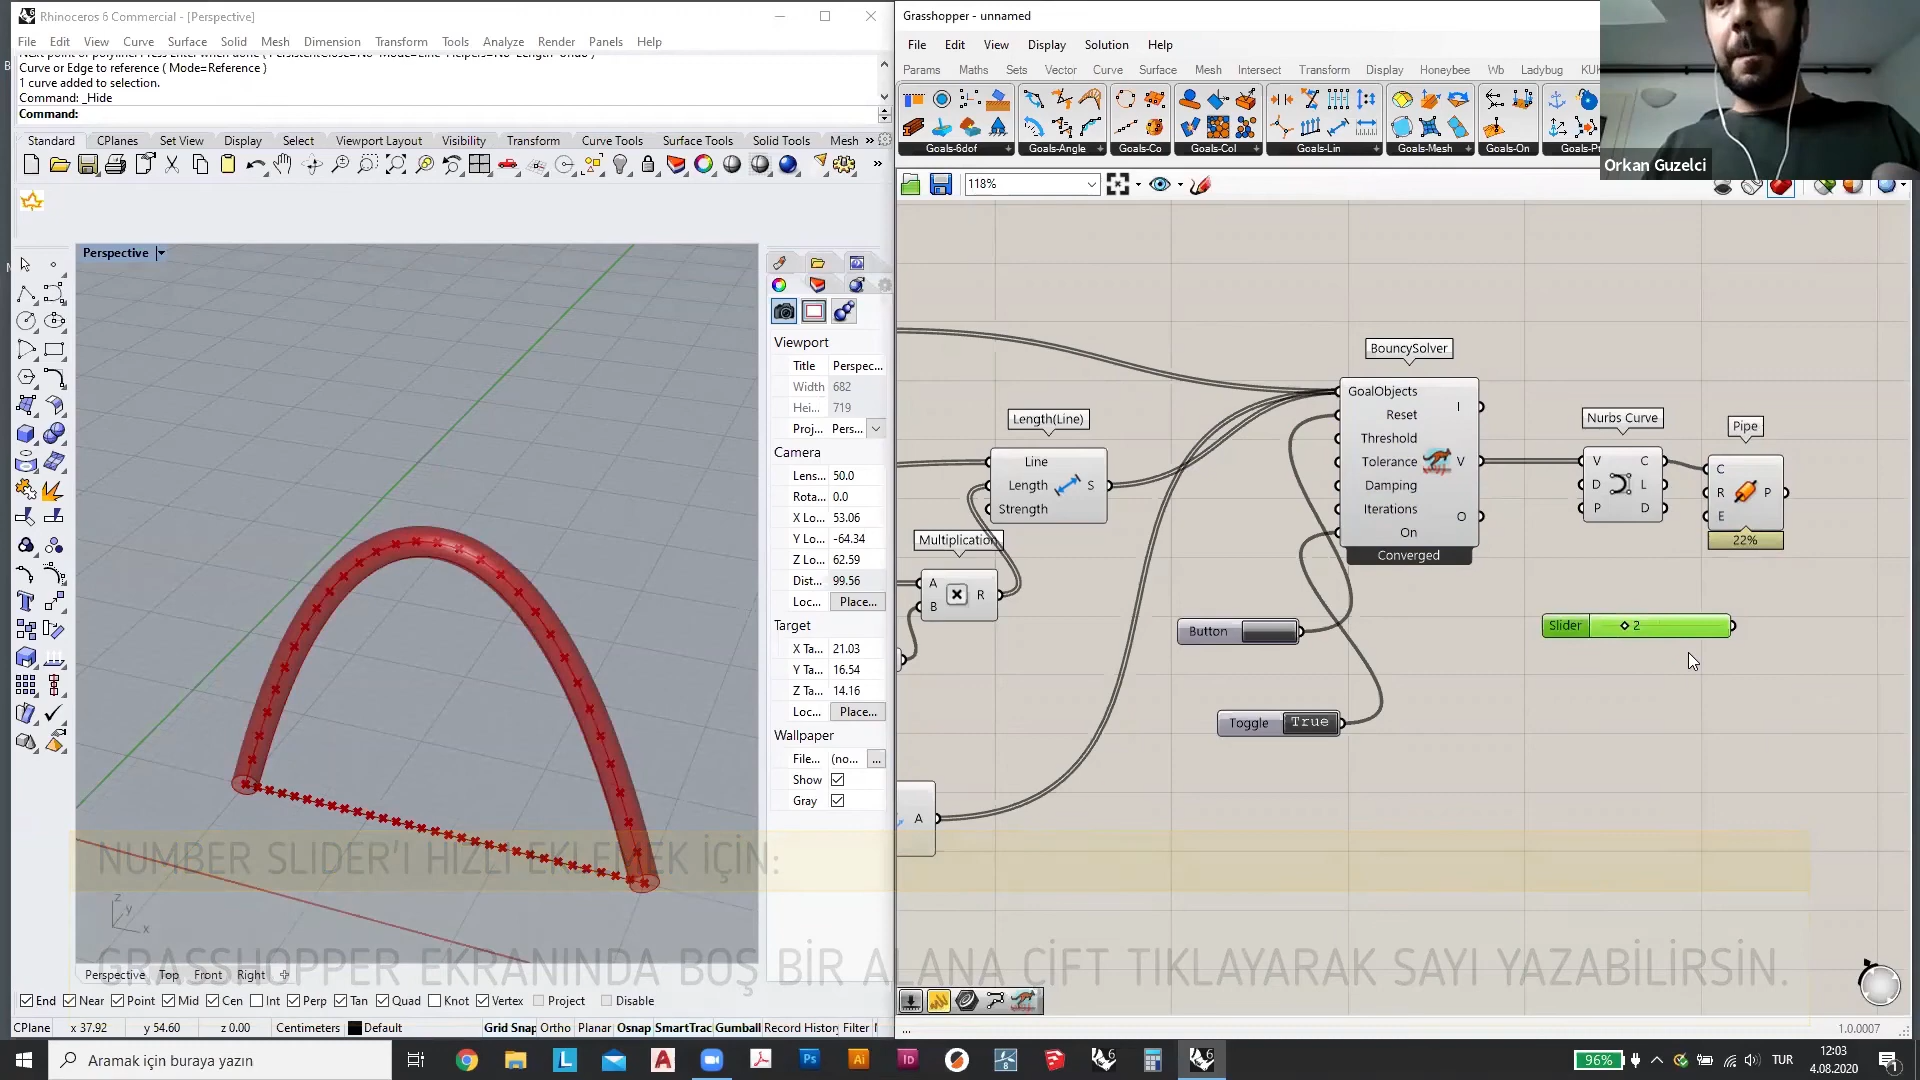 Rhinoceros 6 Commercial - [Perspective]
File Edit View Curve Surface Solid Mesh Dimension Transform Tools Analyze Render Panels Help
Curve or Edge to reference ( Mode=Reference )
1 curve added to selection.
Command: _Hide
Command:
Standard CPlanes Set View Display Select Viewport Layout Visibility Transform Curve Tools Surface Tools Solid Tools Mesh
Perspective
Viewport
Title Perspec...
Width 682
Hei... 719
Proj... Pers...
Camera
Lens... 50.0
Rota... 0.0
X Lo... 53.06
Y Lo... -64.34
Z Lo... 62.59
Dist... 99.56
Loc... Place...
Target
X Ta... 21.03
Y Ta... 16.54
Z Ta... 14.16
Loc... Place...
Wallpaper
File... (no... ...
Show
Gray
z
y
x
Perspective Top Front Right
End Near Point Mid Cen Int Perp Tan Quad Knot Vertex Project Disable
CPlane x 37.92 y 54.60 z 0.00 Centimeters Default Grid Snap Ortho Planar Osnap SmartTrac Gumball Record History Filter
Grasshopper - unnamed
File Edit View Display Solution Help
Params Maths Sets Vector Curve Surface Mesh Intersect Transform Display Honeybee Wb Ladybug KUK
Goals-6dof Goals-Angle Goals-Co Goals-Col Goals-Lin Goals-Mesh Goals-On Goals-Pt
118%
Orkan Guzelci
BouncySolver
GoalObjects
Reset
Threshold
Tolerance
Damping
Iterations
On
I
V
O
Converged
Length(Line)
Line
Length
Strength
S
Multiplication
A
B
R
Nurbs Curve
V C
D L
P D
Pipe
C
R P
E
22%
Button
Toggle True
Slider 2
A
NUMBER SLIDER'I HIZLI EKLEMEK İÇİN:
GRASSHOPPER EKRANINDA BOŞ BİR ALANA ÇİFT TIKLAYARAK SAYI YAZABİLİRSİN.
...
1.0.0007
Aramak için buraya yazın
96%
TUR
12:03
4.08.2020